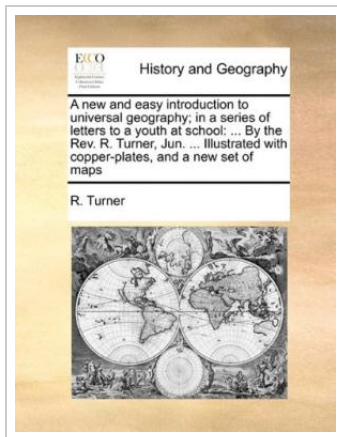 ECCO
History and Geography
A new and easy introduction to
universal geography; in a series of
letters to a youth at school: ... By the
Rev. R. Turner, Jun. ... Illustrated with
copper-plates, and a new set of
maps
R. Turner